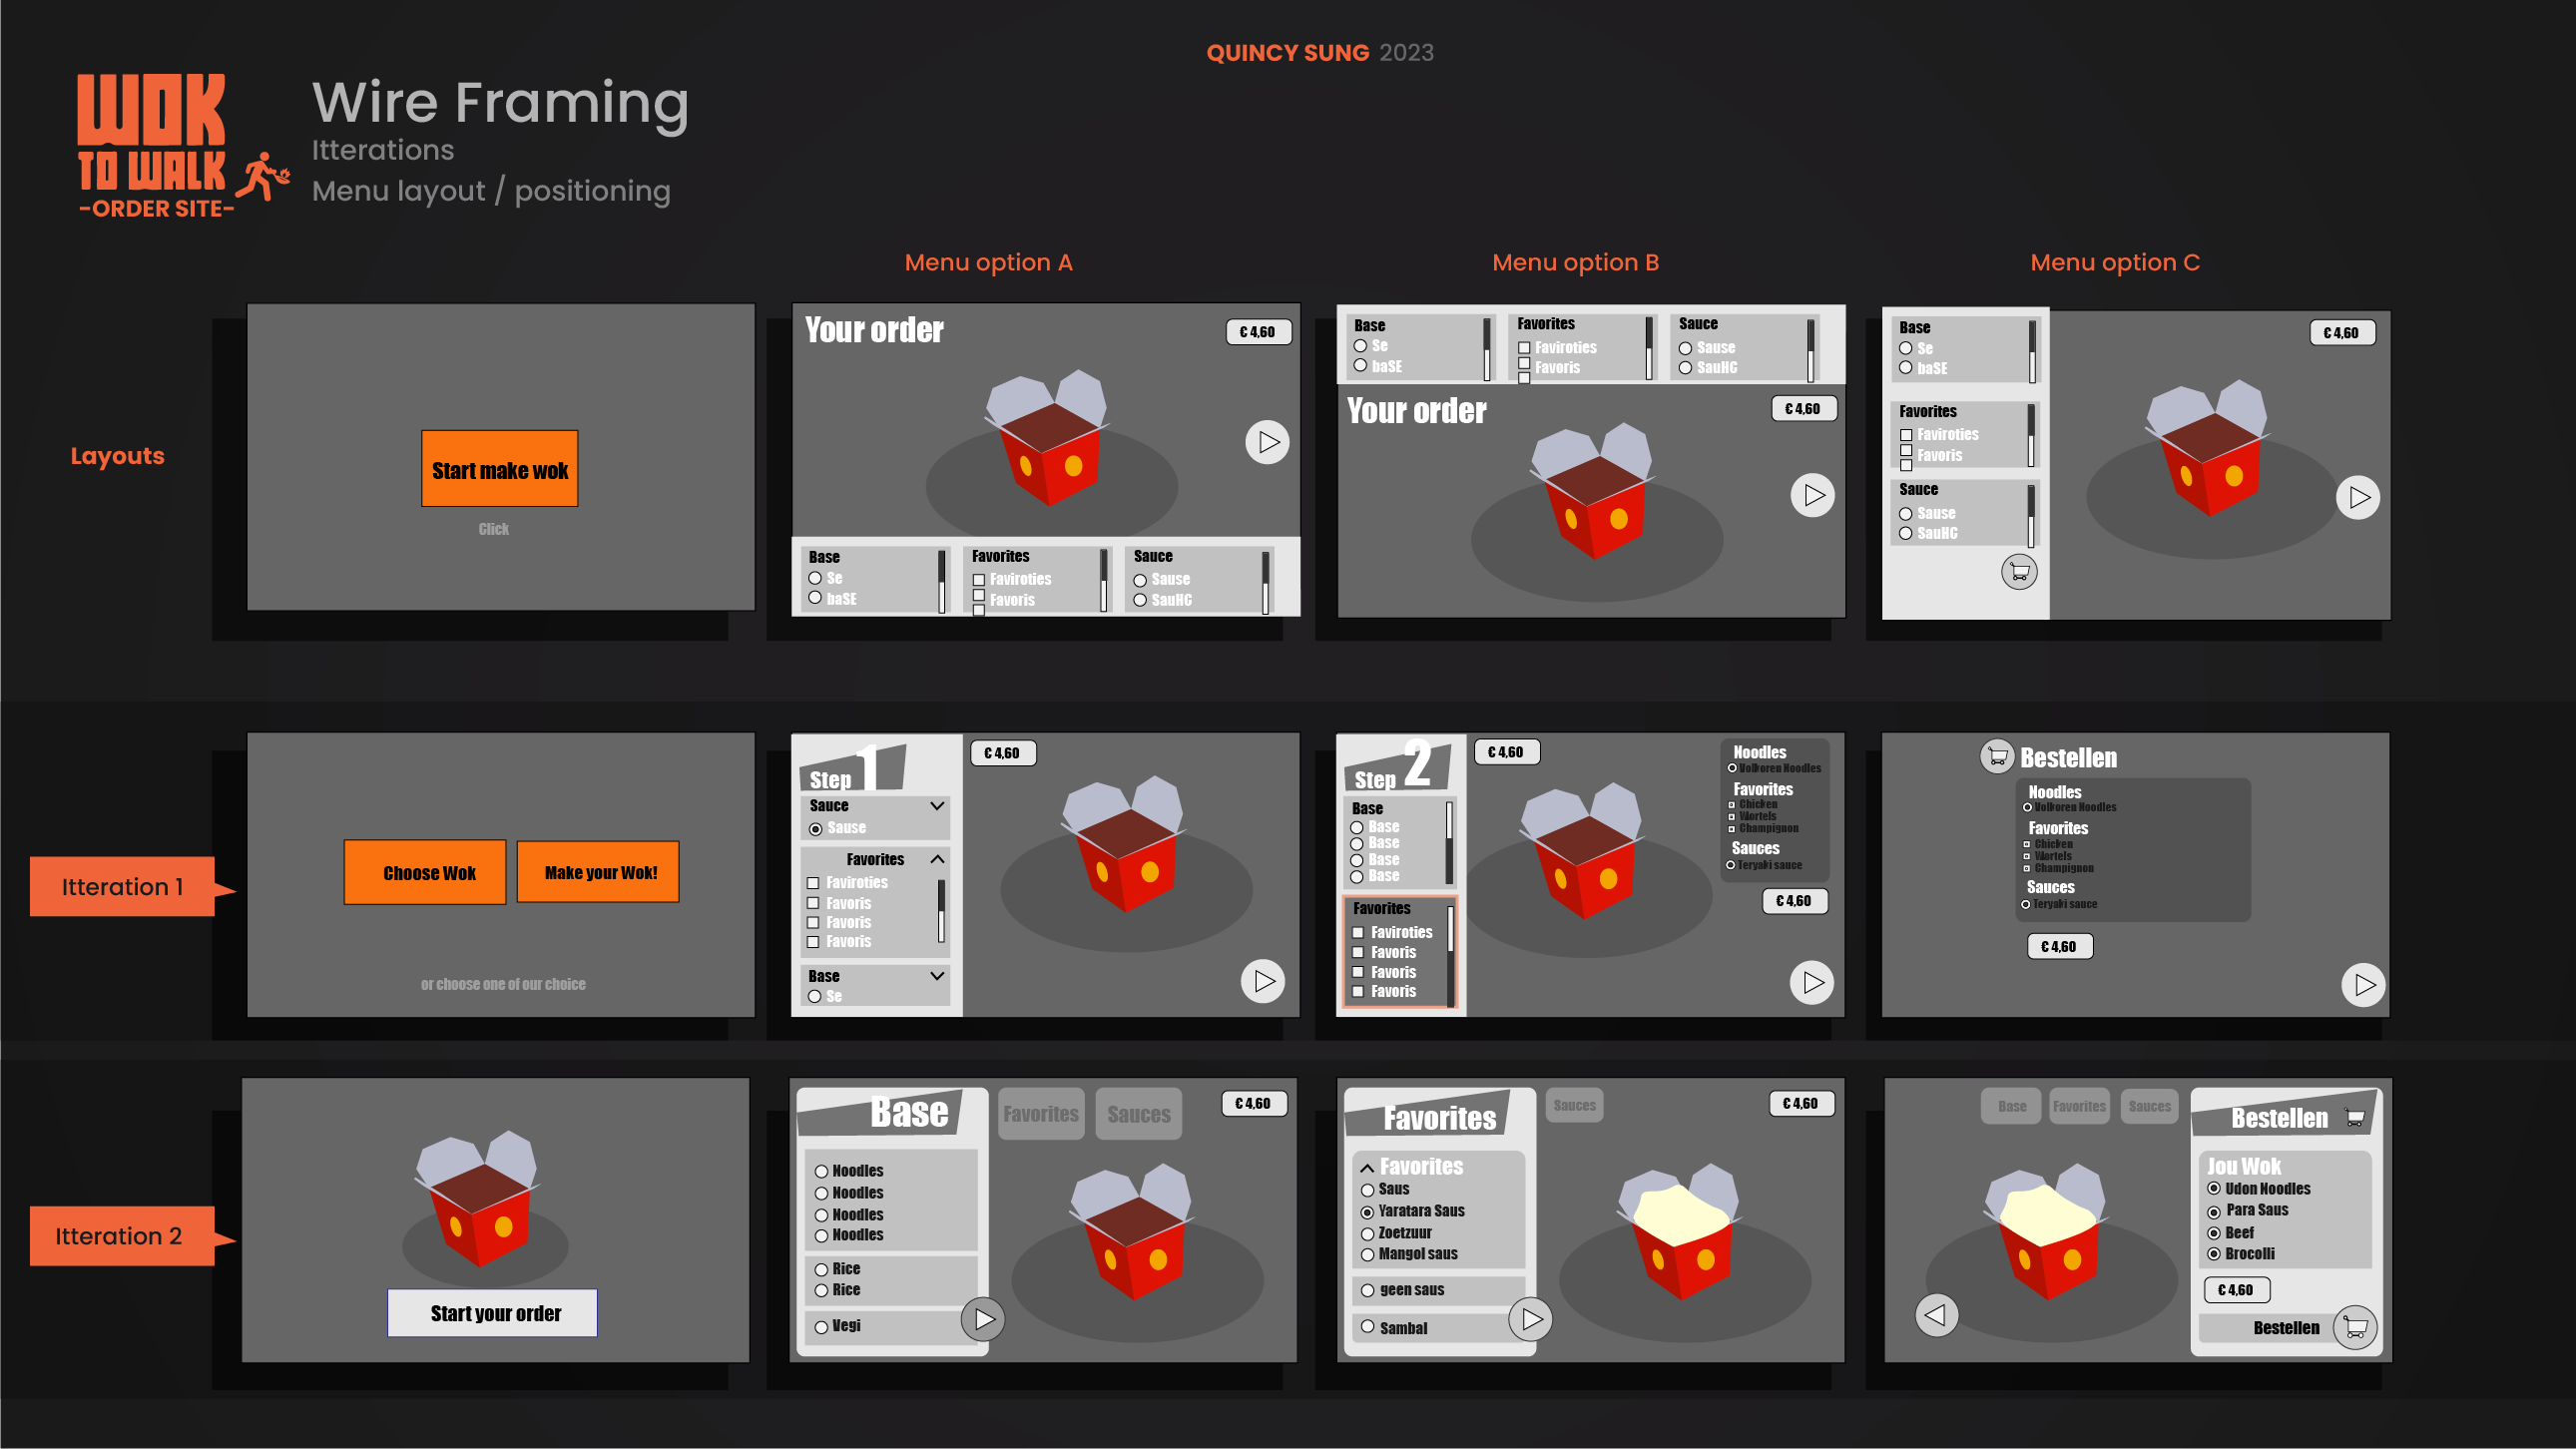 QUINCY SUNG 2023
WOK
TO WALK
-ORDER SITE-
Wire Framing
Itterations
Menu layout / positioning
Menu option A
Menu option B
Menu option C
Layouts
Start make wok
Click
Your order
€ 4,60
Base
Se
baSE
Favorites
Faviroties
Favoris
Sauce
Sause
SauHC
Base
Se
baSE
Favorites
Faviroties
Favoris
Sauce
Sause
SauHC
Your order
€ 4,60
Base
Se
baSE
Favorites
Faviroties
Favoris
Sauce
Sause
SauHC
€ 4,60
Itteration 1
Choose Wok
Make your Wok!
or choose one of our choice
Step 1
Sauce
Sause
Favorites
Faviroties
Favoris
Favoris
Favoris
Base
Se
€ 4,60
Step 2
Base
Base
Base
Base
Base
Favorites
Faviroties
Favoris
Favoris
Favoris
€ 4,60
Noodles
Volkoren Noodles
Favorites
Chicken
Wortels
Champignon
Sauces
Teryaki sauce
€ 4,60
Bestellen
Noodles
Volkoren Noodles
Favorites
Chicken
Wortels
Champignon
Sauces
Teryaki sauce
€ 4,60
Itteration 2
Start your order
Base
Favorites
Sauces
€ 4,60
Noodles
Noodles
Noodles
Noodles
Rice
Rice
Vegi
Favorites
Sauces
€ 4,60
Favorites
Saus
Yaratara Saus
Zoetzuur
Mangol saus
geen saus
Sambal
Base
Favorites
Sauces
Bestellen
Jou Wok
Udon Noodles
Para Saus
Beef
Brocolli
€ 4,60
Bestellen